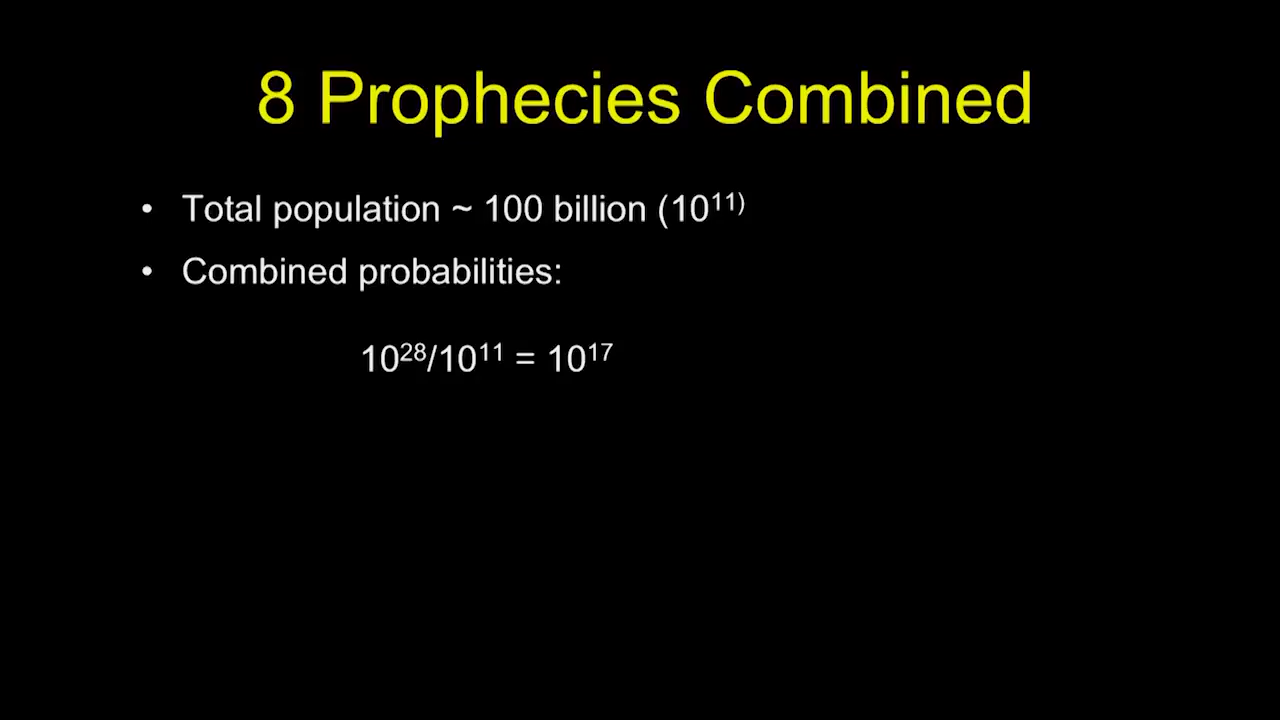 8 Prophecies Combined
• Total population ~ 100 billion (10¹¹⁾
• Combined probabilities:
10²⁸/10¹¹ = 10¹⁷